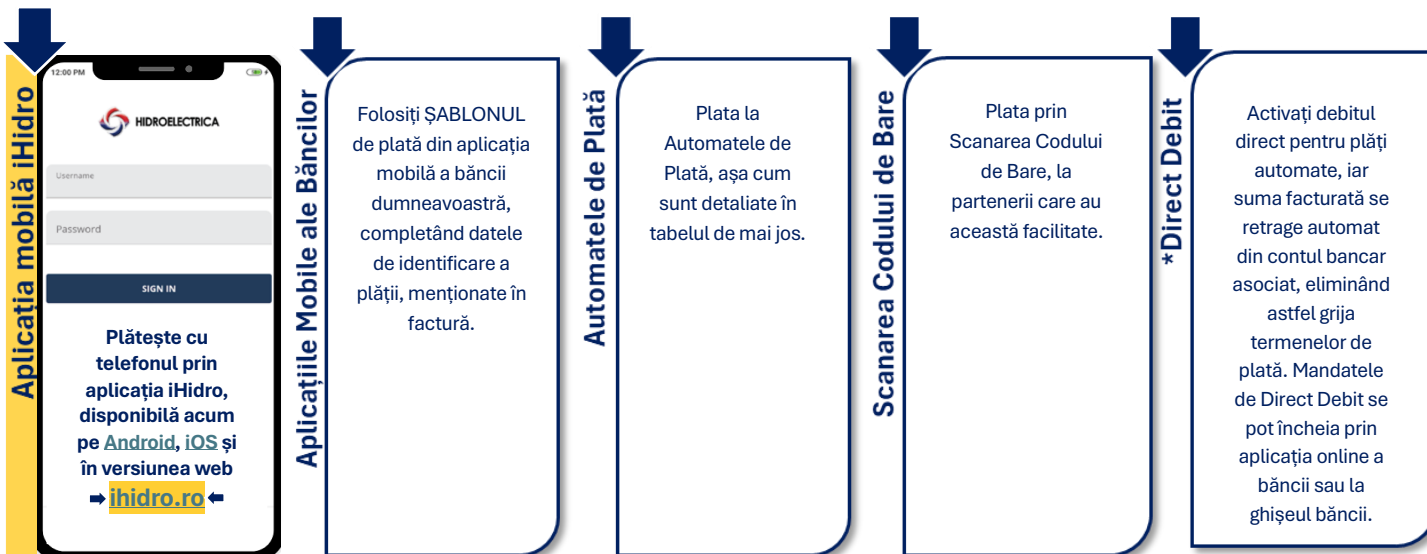 Aplicația mobilă iHidro
12:00 PM
HIDROELECTRICA
Username
Password
SIGN IN
Plătește cu
telefonul prin
aplicația iHidro,
disponibilă acum
pe Android, iOS și
în versiunea web
➡ ihidro.ro ⬅
Aplicațiile Mobile ale Băncilor
Folosiți ȘABLONUL
de plată din aplicația
mobilă a băncii
dumneavoastră,
completând datele
de identificare a
plății, menționate în
factură.
Automatele de Plată
Plata la
Automatele de
Plată, așa cum
sunt detaliate în
tabelul de mai jos.
Scanarea Codului de Bare
Plata prin
Scanarea Codului
de Bare, la
partenerii care au
această facilitate.
*Direct Debit
Activați debitul
direct pentru plăți
automate, iar
suma facturată se
retrage automat
din contul bancar
asociat, eliminând
astfel grija
termenelor de
plată. Mandatele
de Direct Debit se
pot încheia prin
aplicația online a
băncii sau la
ghișeul băncii.